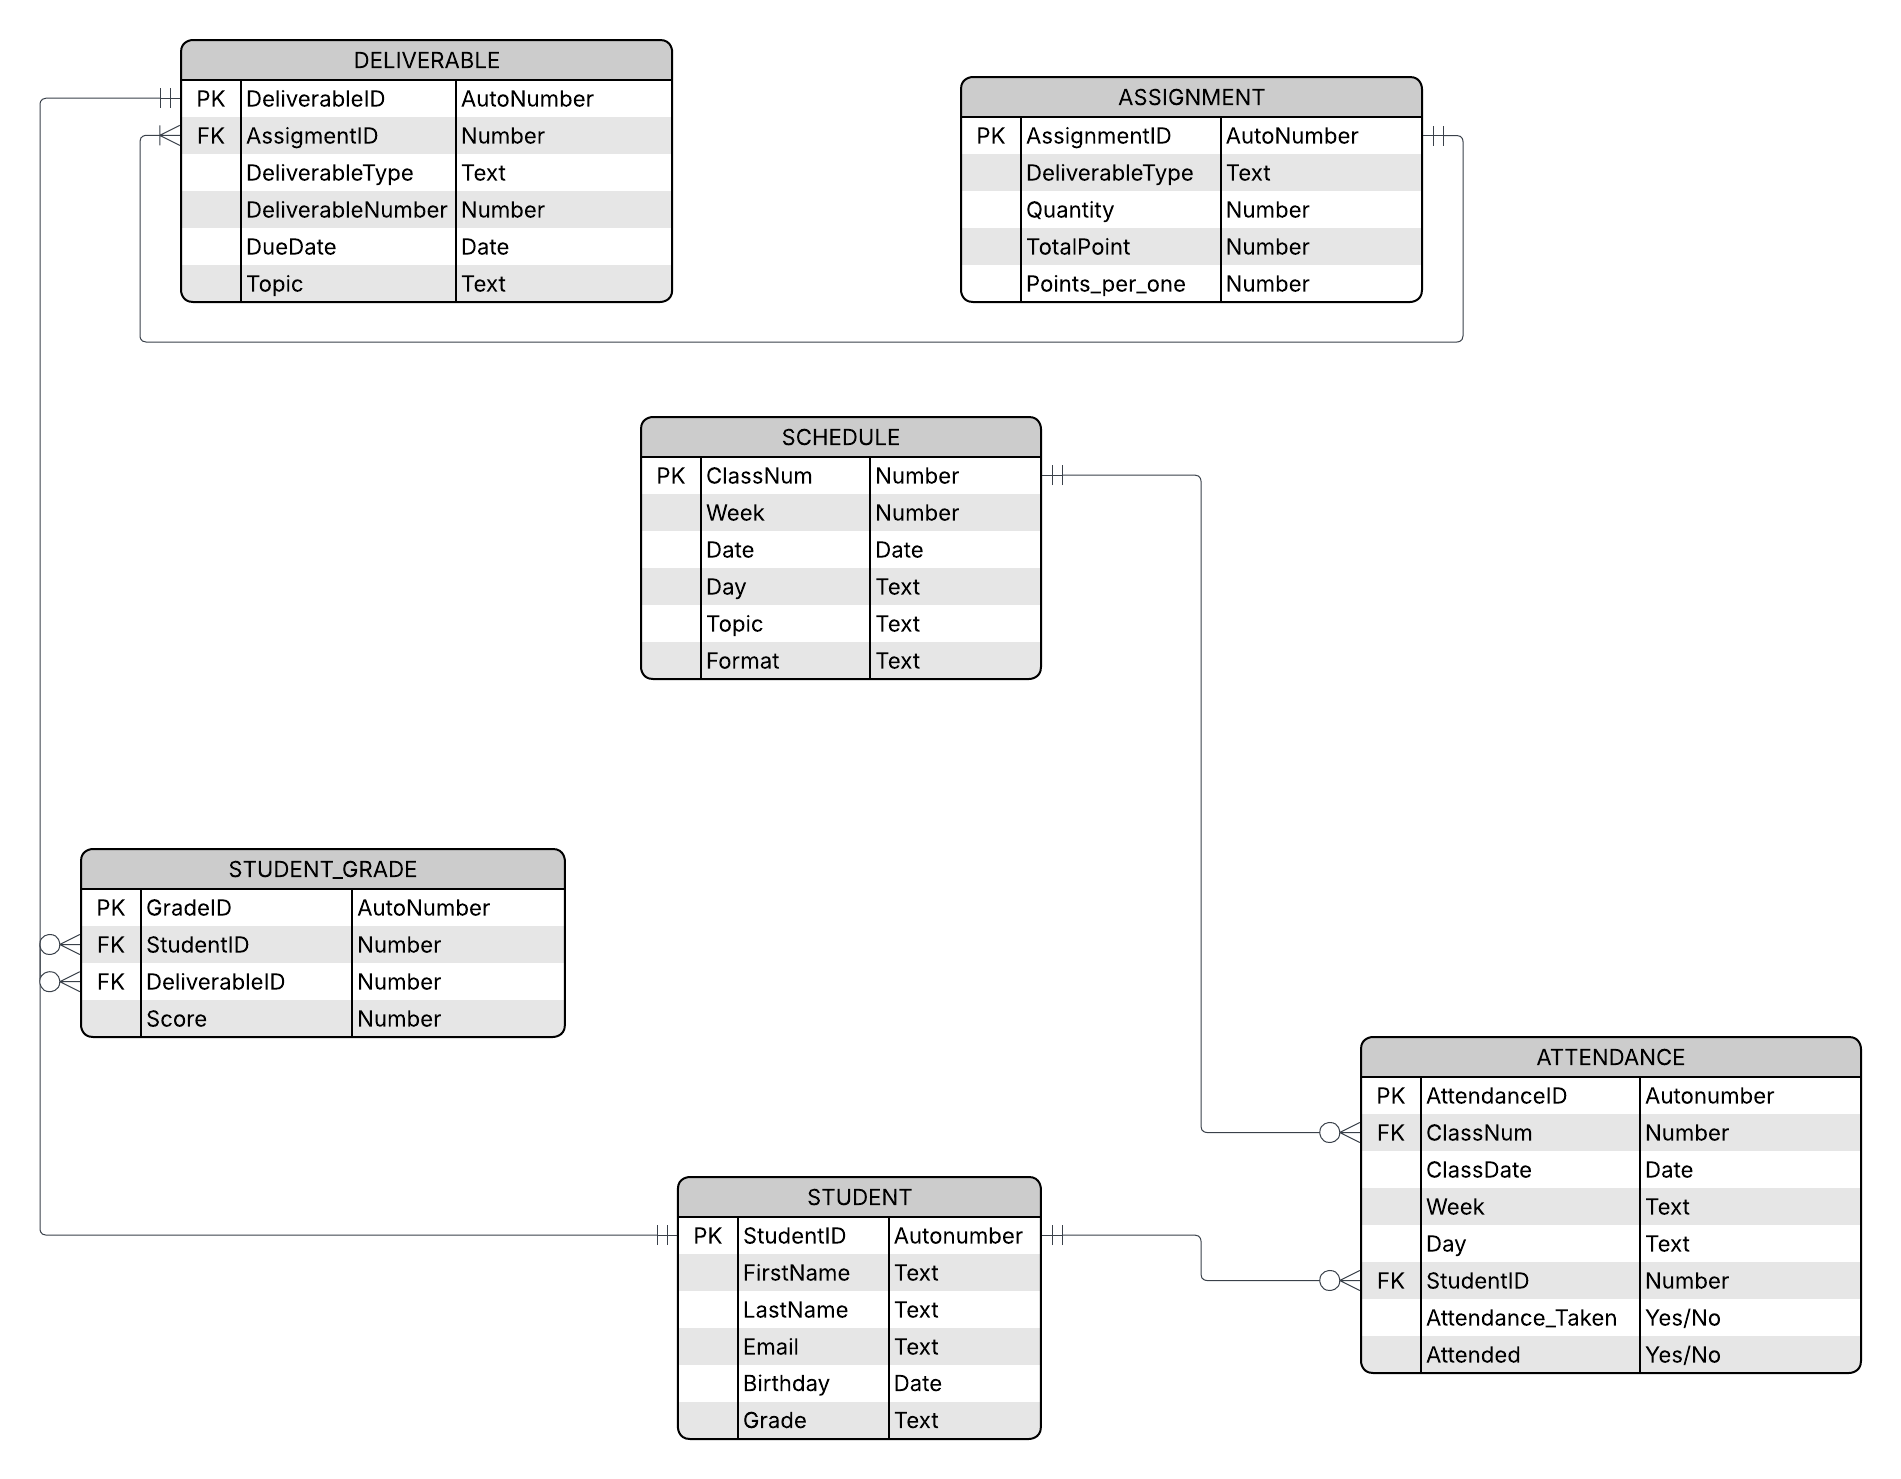 DELIVERABLE
PK DeliverableID AutoNumber
FK AssigmentID Number
DeliverableType Text
DeliverableNumber Number
DueDate Date
Topic Text
ASSIGNMENT
PK AssignmentID AutoNumber
DeliverableType Text
Quantity Number
TotalPoint Number
Points_per_one Number
SCHEDULE
PK ClassNum Number
Week Number
Date Date
Day Text
Topic Text
Format Text
STUDENT_GRADE
PK GradeID AutoNumber
FK StudentID Number
FK DeliverableID Number
Score Number
ATTENDANCE
PK AttendanceID Autonumber
FK ClassNum Number
ClassDate Date
Week Text
Day Text
FK StudentID Number
Attendance_Taken Yes/No
Attended Yes/No
STUDENT
PK StudentID Autonumber
FirstName Text
LastName Text
Email Text
Birthday Date
Grade Text